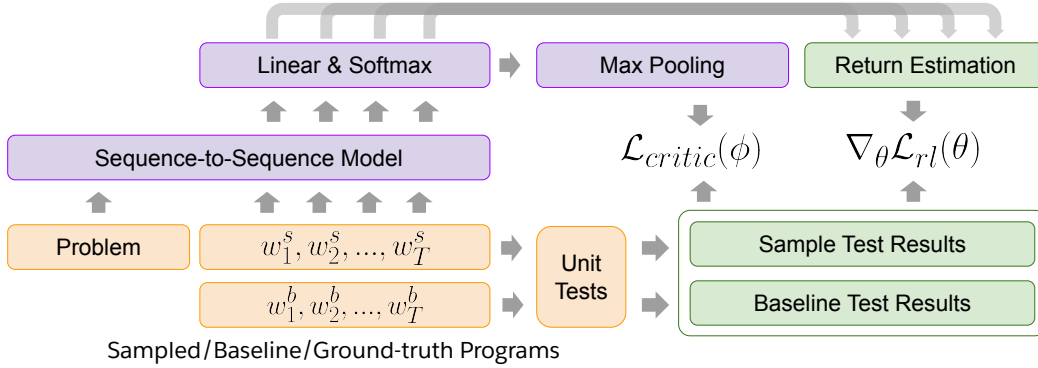 Linear & Softmax
Max Pooling
Return Estimation
Sequence-to-Sequence Model
$\mathcal{L}_{critic}(\phi)$
$\nabla_\theta \mathcal{L}_{rl}(\theta)$
Problem
$w_1^s, w_2^s, ..., w_T^s$
Unit
Tests
Sample Test Results
$w_1^b, w_2^b, ..., w_T^b$
Baseline Test Results
Sampled/Baseline/Ground-truth Programs